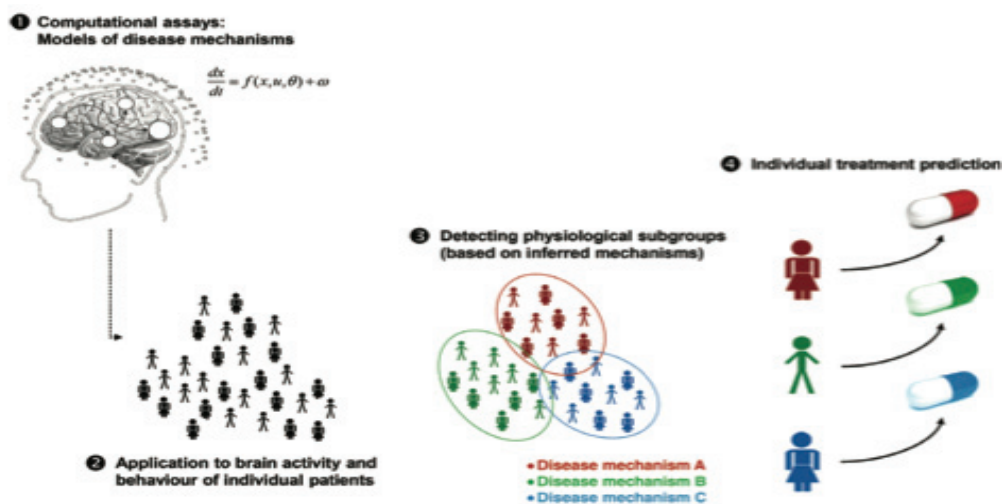 ❶ Computational assays:
Models of disease mechanisms
dx/dt = f(x,u,θ)+ω
❷ Application to brain activity and
behaviour of individual patients
❸ Detecting physiological subgroups
(based on inferred mechanisms)
• Disease mechanism A
• Disease mechanism B
• Disease mechanism C
❹ Individual treatment prediction